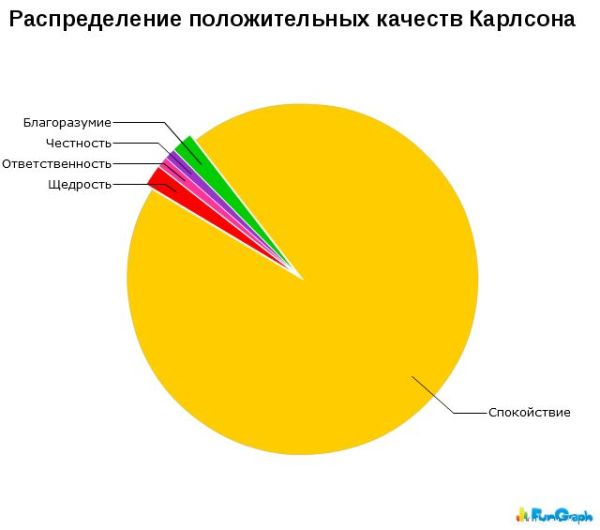 Распределение положительных качеств Карлсона
Благоразумие
Честность
Ответственность
Щедрость
Спокойствие
FunGraph